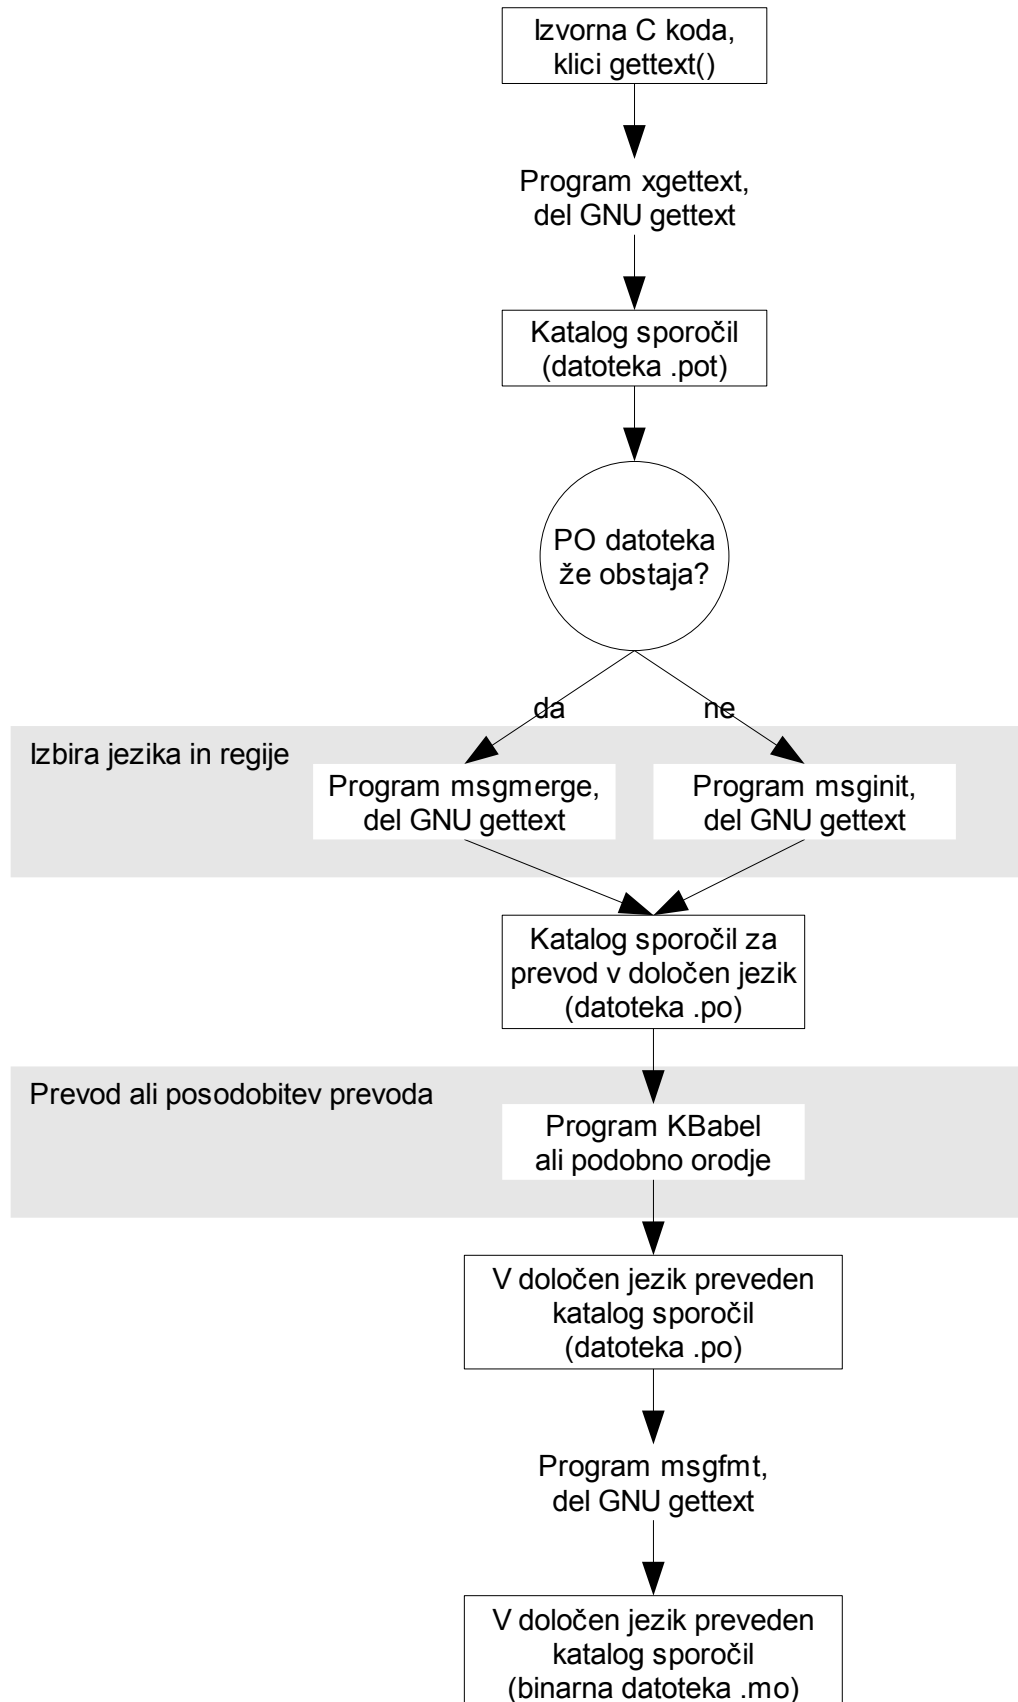 Izvorna C koda,
klici gettext()
Program xgettext,
del GNU gettext
Katalog sporočil
(datoteka .pot)
PO datoteka
že obstaja?
da
ne
Izbira jezika in regije
Program msgmerge,
del GNU gettext
Program msginit,
del GNU gettext
Katalog sporočil za
prevod v določen jezik
(datoteka .po)
Prevod ali posodobitev prevoda
Program KBabel
ali podobno orodje
V določen jezik preveden
katalog sporočil
(datoteka .po)
Program msgfmt,
del GNU gettext
V določen jezik preveden
katalog sporočil
(binarna datoteka .mo)